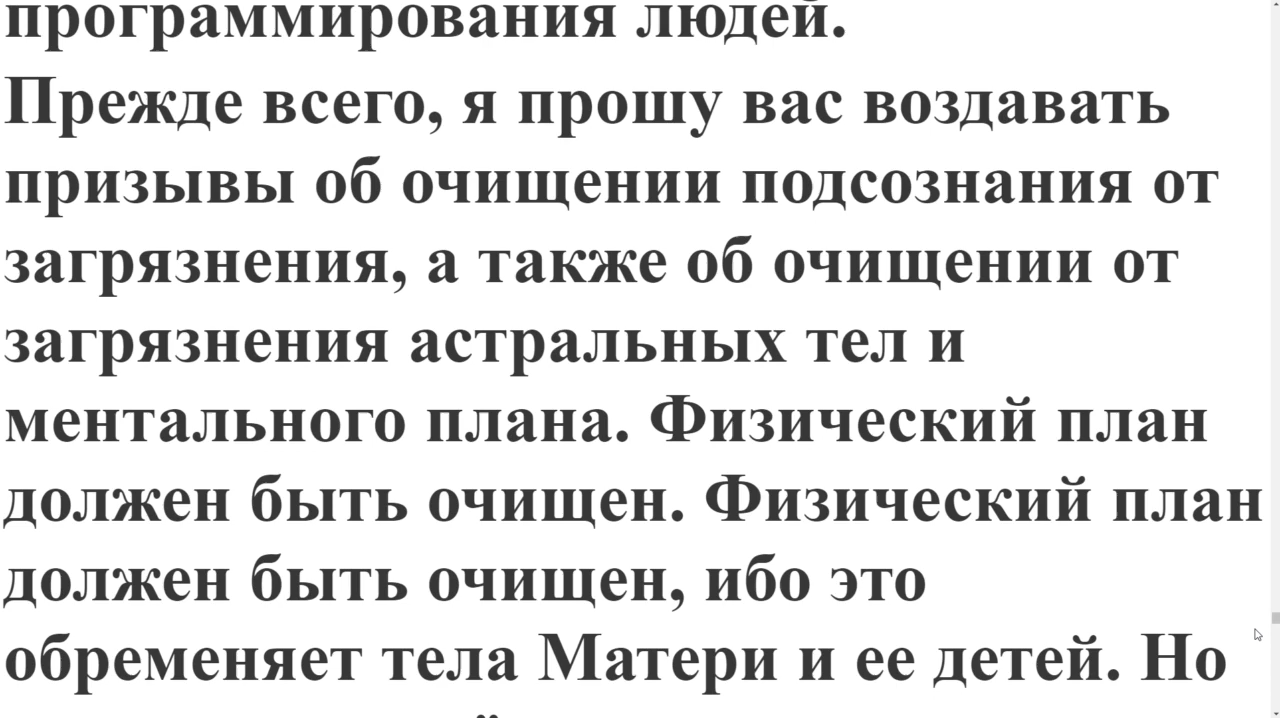 программирования людей.
Прежде всего, я прошу вас воздавать
призывы об очищении подсознания от
загрязнения, а также об очищении от
загрязнения астральных тел и
ментального плана. Физический план
должен быть очищен. Физический план
должен быть очищен, ибо это
обременяет тела Матери и ее детей. Но